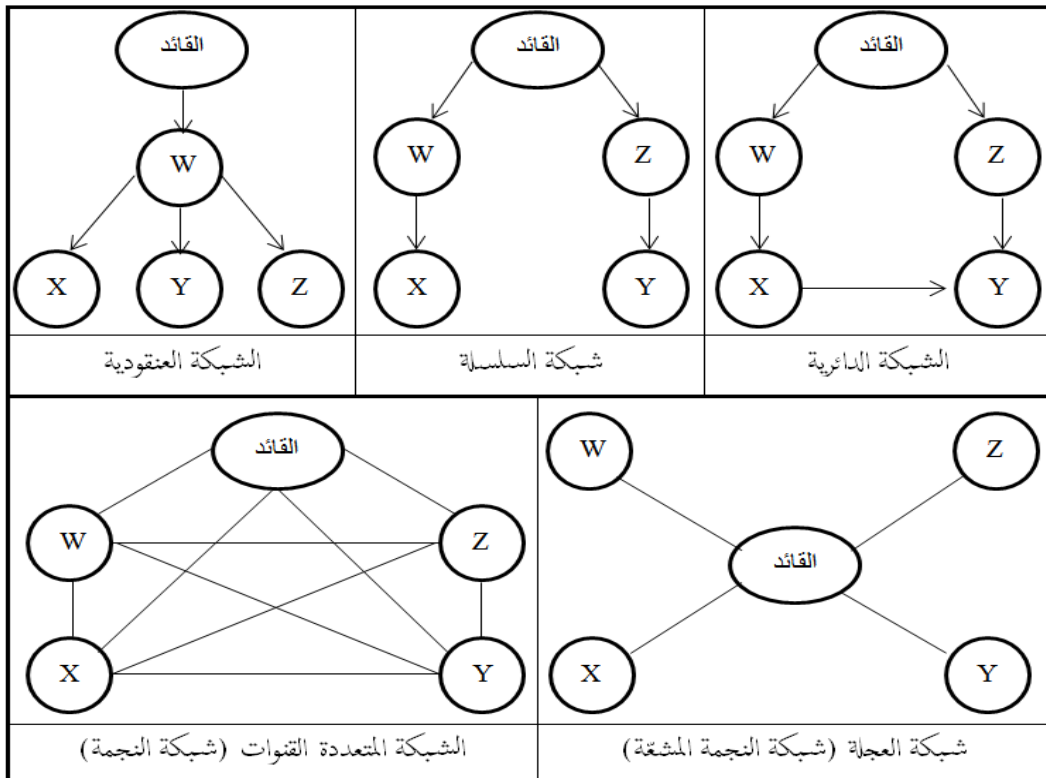 القائد
W
X
Y
Z
الشبكة العنقودية
القائد
W
Z
X
Y
شبكة السلسلة
القائد
W
Z
X
Y
الشبكة الدائرية
القائد
W
Z
X
Y
الشبكة المتعددة القنوات (شبكة النجمة)
W
Z
القائد
X
Y
شبكة العجلة (شبكة النجمة المشعّة)